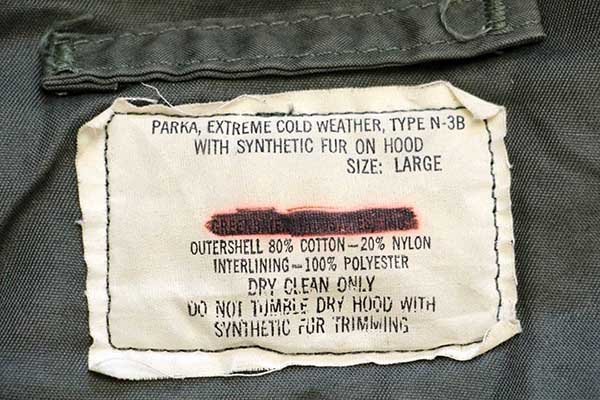 PARKA, EXTREME COLD WEATHER, TYPE N-3B
WITH SYNTHETIC FUR ON HOOD
SIZE: LARGE
OUTERSHELL 80% COTTON — 20% NYLON
INTERLINING — 100% POLYESTER
DRY CLEAN ONLY
DO NOT TUMBLE DRY HOOD WITH
SYNTHETIC FUR TRIMMING